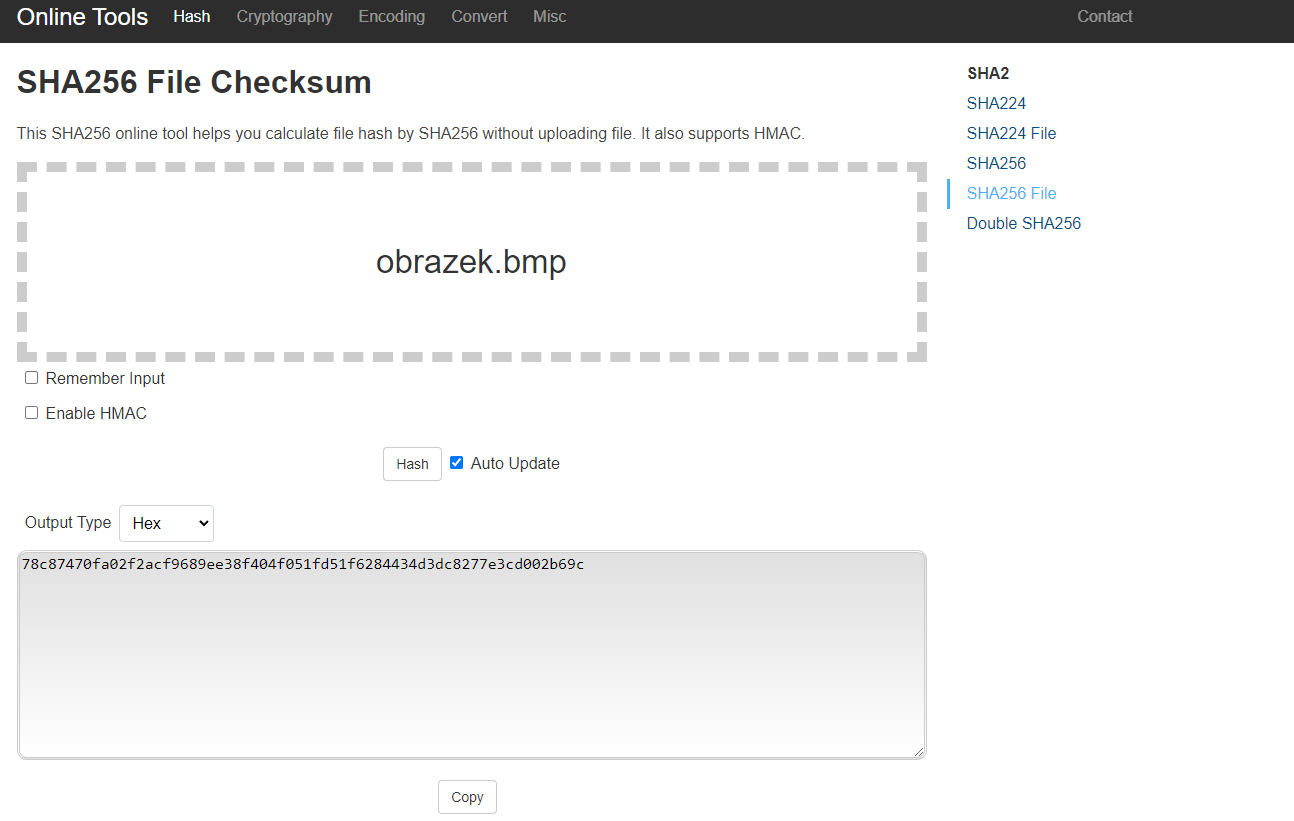 Online Tools Hash Cryptography Encoding Convert Misc Contact
SHA256 File Checksum
This SHA256 online tool helps you calculate file hash by SHA256 without uploading file. It also supports HMAC.
obrazek.bmp
Remember Input
Enable HMAC
Hash Auto Update
Output Type Hex
78c87470fa02f2acf9689ee38f404f051fd51f6284434d3dc8277e3cd002b69c
Copy
SHA2
SHA224
SHA224 File
SHA256
SHA256 File
Double SHA256